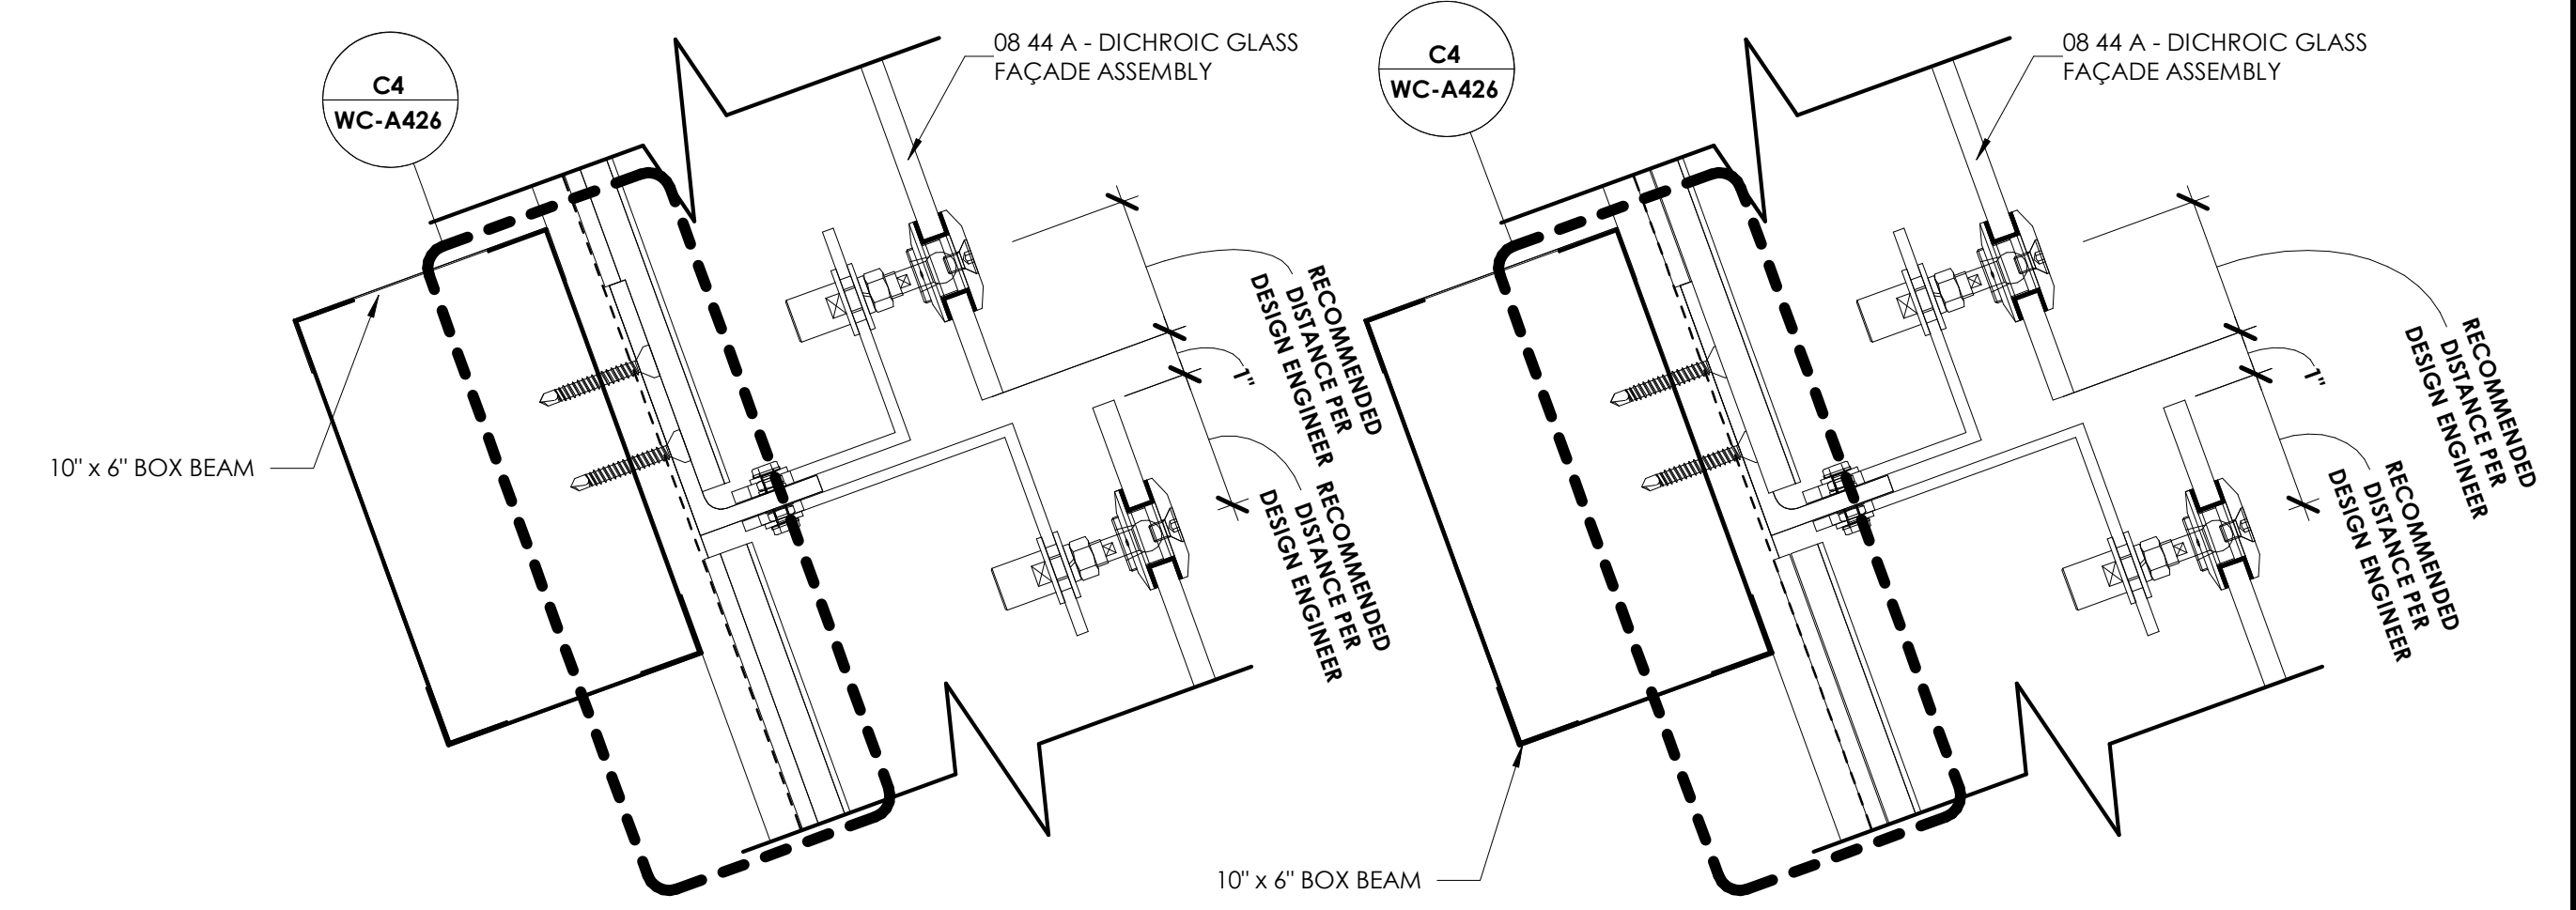 C4
WC-A426
08 44 A - DICHROIC GLASS
FAÇADE ASSEMBLY
10" x 6" BOX BEAM
RECOMMENDED
DISTANCE PER
DESIGN ENGINEER
1"
RECOMMENDED
DISTANCE PER
DESIGN ENGINEER
C4
WC-A426
08 44 A - DICHROIC GLASS
FAÇADE ASSEMBLY
10" x 6" BOX BEAM
RECOMMENDED
DISTANCE PER
DESIGN ENGINEER
1"
RECOMMENDED
DISTANCE PER
DESIGN ENGINEER